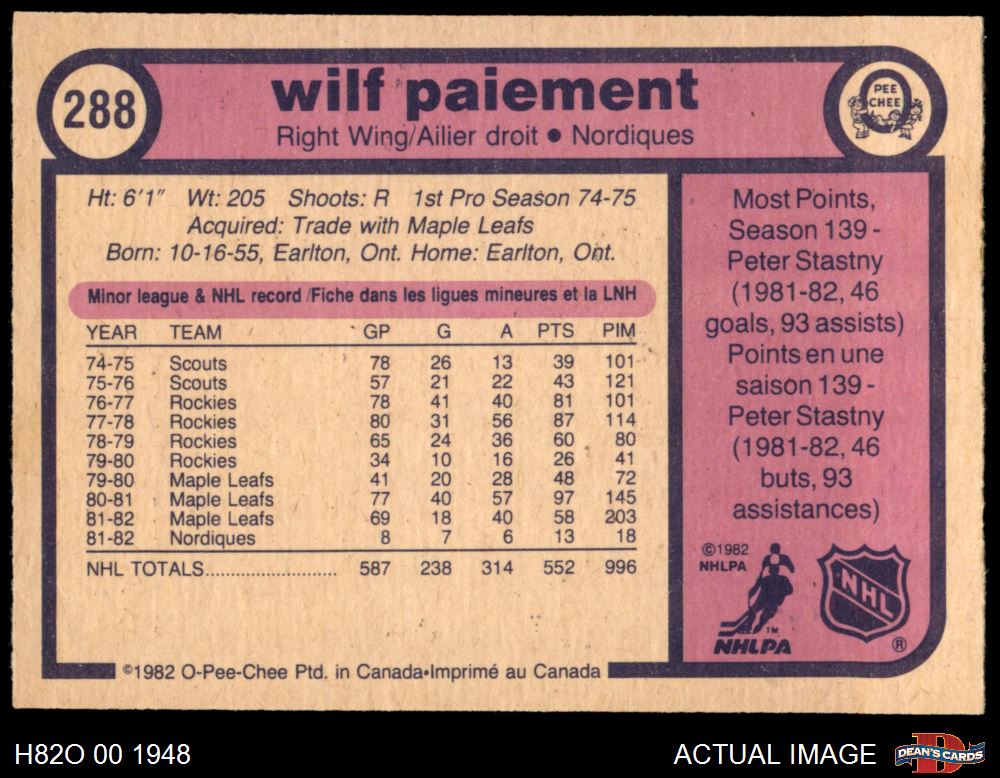 288
wilf paiement
Right Wing/Ailier droit ● Nordiques
O
PEE
CHEE
Ht: 6'1" Wt: 205 Shoots: R 1st Pro Season 74-75
Acquired: Trade with Maple Leafs
Born: 10-16-55, Earlton, Ont. Home: Earlton, Ont.
Minor league & NHL record /Fiche dans les ligues mineures et la LNH
YEAR TEAM GP G A PTS PIM
74-75 Scouts 78 26 13 39 101
75-76 Scouts 57 21 22 43 121
76-77 Rockies 78 41 40 81 101
77-78 Rockies 80 31 56 87 114
78-79 Rockies 65 24 36 60 80
79-80 Rockies 34 10 16 26 41
79-80 Maple Leafs 41 20 28 48 72
80-81 Maple Leafs 77 40 57 97 145
81-82 Maple Leafs 69 18 40 58 203
81-82 Nordiques 8 7 6 13 18
NHL TOTALS........................ 587 238 314 552 996
Most Points,
Season 139 -
Peter Stastny
(1981-82, 46
goals, 93 assists)
Points en une
saison 139 -
Peter Stastny
(1981-82, 46
buts, 93
assistances)
©1982
NHLPA
TM
NHLPA
NHL
®
©1982 O-Pee-Chee Ptd. in Canada•Imprimé au Canada
H82O 00 1948
ACTUAL IMAGE
D
DEAN'S CARDS